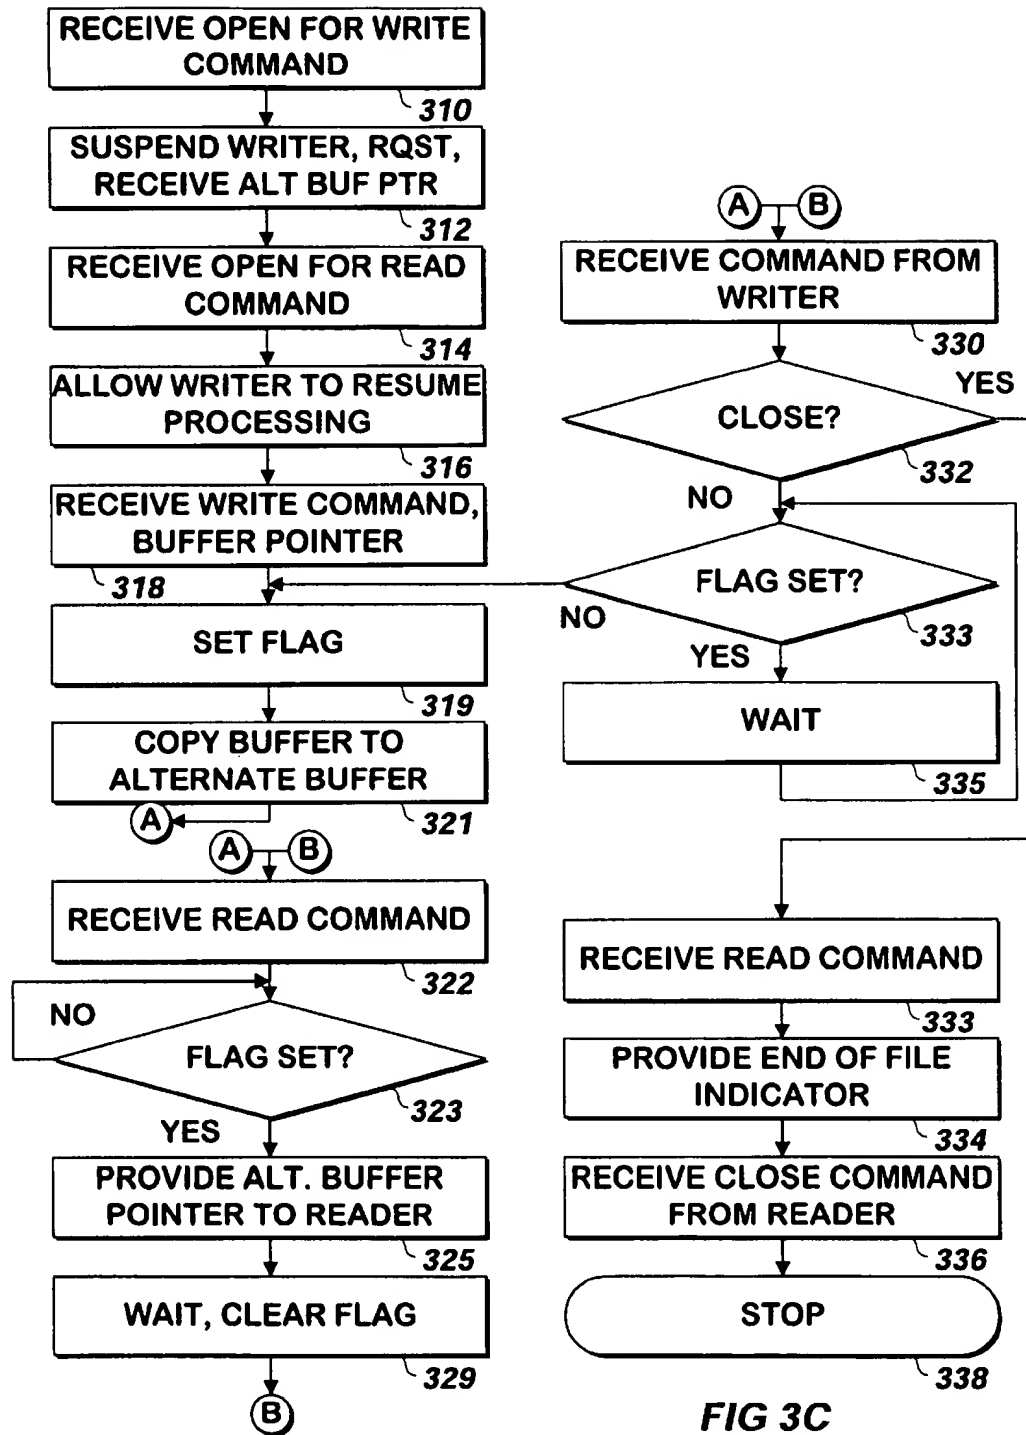 RECEIVE OPEN FOR WRITE
COMMAND
310
SUSPEND WRITER, RQST,
RECEIVE ALT BUF PTR
312
RECEIVE OPEN FOR READ
COMMAND
314
ALLOW WRITER TO RESUME
PROCESSING
316
RECEIVE WRITE COMMAND,
BUFFER POINTER
318
SET FLAG
319
COPY BUFFER TO
ALTERNATE BUFFER
321
A
A B
RECEIVE READ COMMAND
322
NO
FLAG SET?
323
YES
PROVIDE ALT. BUFFER
POINTER TO READER
325
WAIT, CLEAR FLAG
329
B
A B
RECEIVE COMMAND FROM
WRITER
330
YES
CLOSE?
332
NO
FLAG SET?
NO
333
YES
WAIT
335
RECEIVE READ COMMAND
333
PROVIDE END OF FILE
INDICATOR
334
RECEIVE CLOSE COMMAND
FROM READER
336
STOP
338
FIG 3C